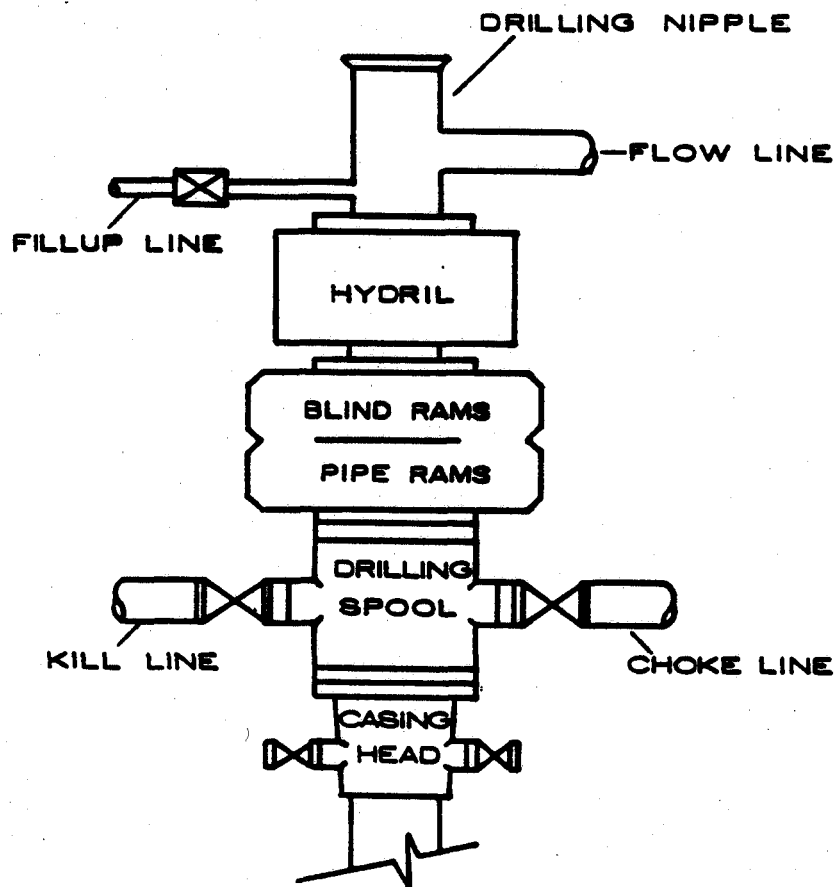 DRILLING NIPPLE
FLOW LINE
FILLUP LINE
HYDRIL
BLIND RAMS
PIPE RAMS
DRILLING
SPOOL
KILL LINE
CHOKE LINE
CASING
HEAD